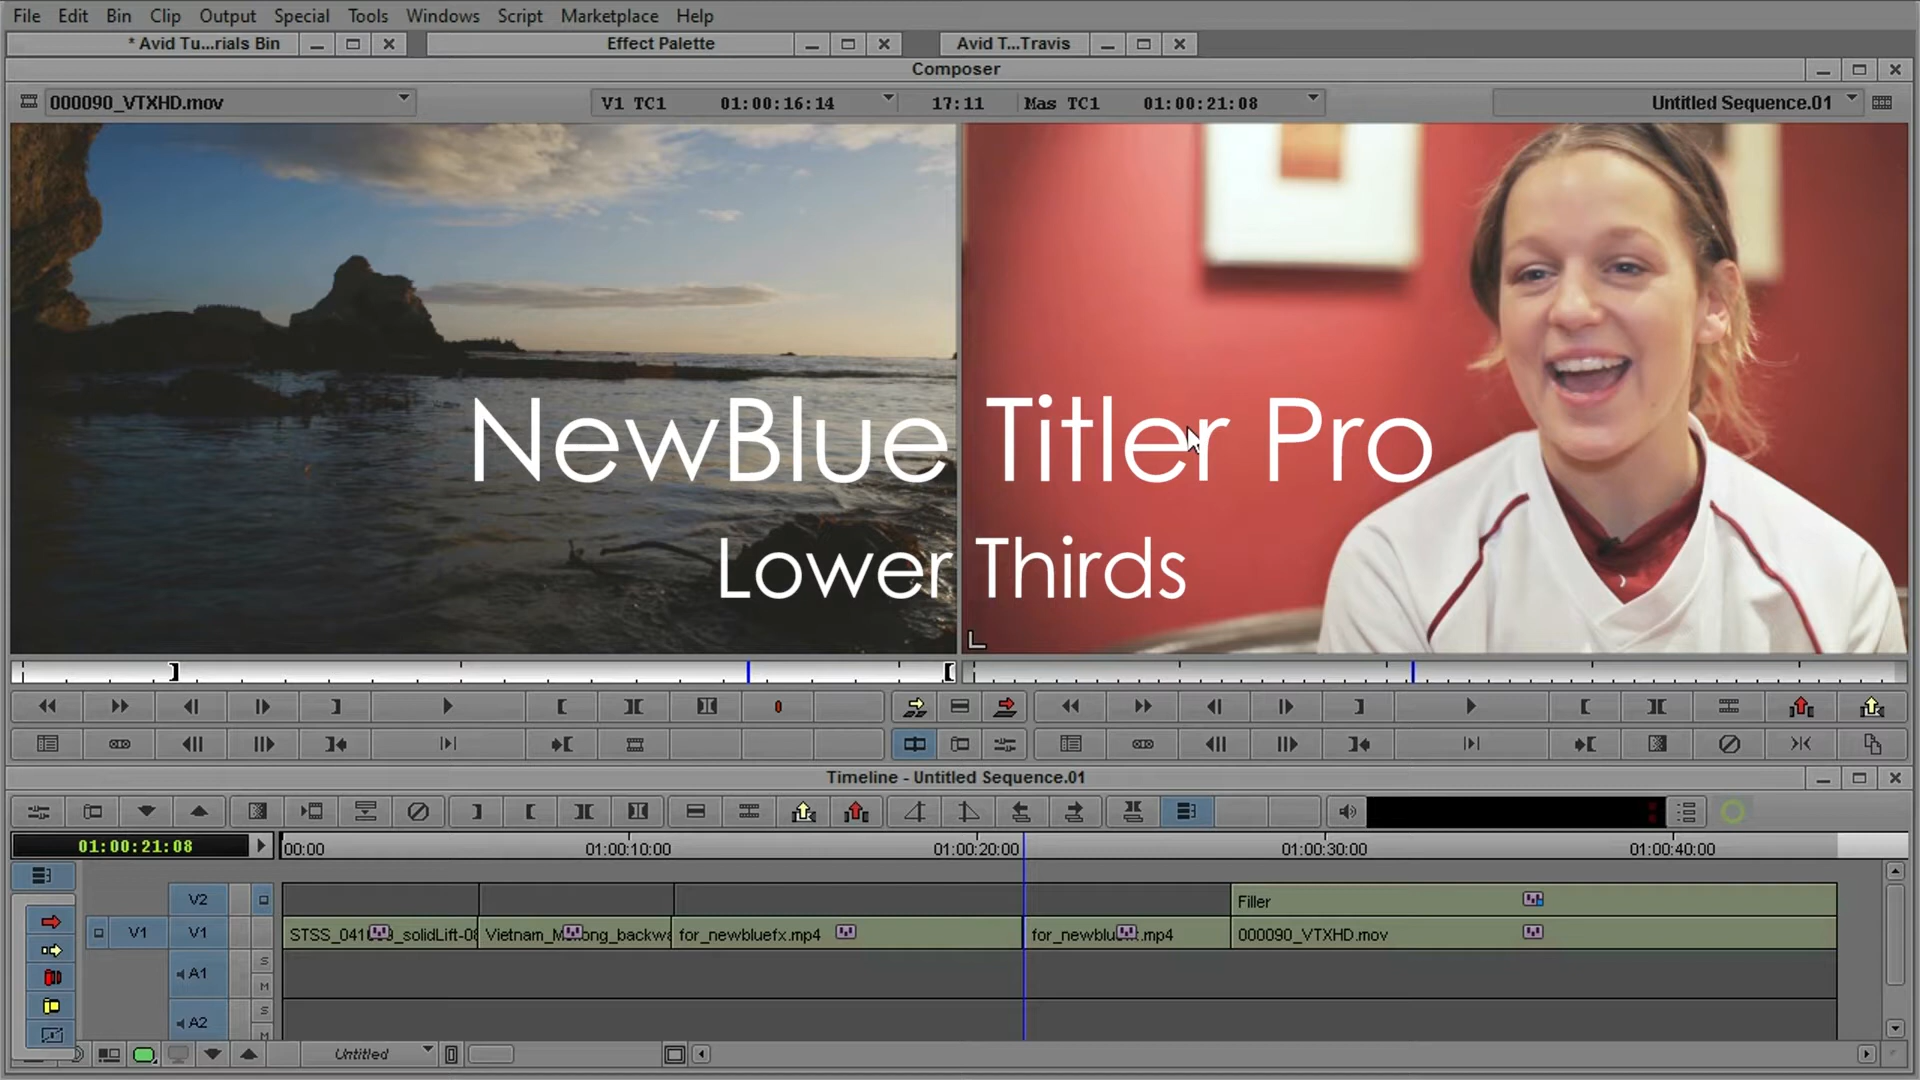 File Edit Bin Clip Output Special Tools Windows Script Marketplace Help
* Avid Tu...rials Bin
Effect Palette
Avid T...Travis
Composer
000090_VTXHD.mov
V1 TC1 01:00:16:14 17:11 Mas TC1 01:00:21:08
Untitled Sequence.01
NewBlue Titler Pro
Lower Thirds
Timeline - Untitled Sequence.01
01:00:21:08
00:00 01:00:10:00 01:00:20:00 01:00:30:00 01:00:40:00
V2
Filler
V1 V1
for_newbluefx.mp4
000090_VTXHD.mov
A1
S
M
A2
S
M
Untitled